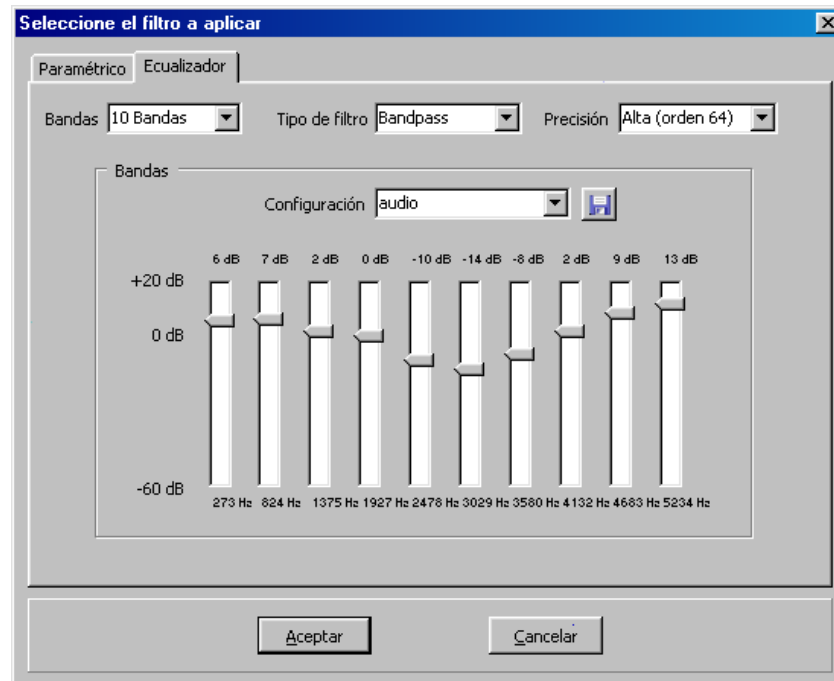 Seleccione el filtro a aplicar
Paramétrico Ecualizador
Bandas 10 Bandas Tipo de filtro Bandpass Precisión Alta (orden 64)
Bandas
Configuración audio
6 dB 7 dB 2 dB 0 dB -10 dB -14 dB -8 dB 2 dB 9 dB 13 dB
+20 dB
0 dB
-60 dB
273 Hz 824 Hz 1375 Hz 1927 Hz 2478 Hz 3029 Hz 3580 Hz 4132 Hz 4683 Hz 5234 Hz
Aceptar Cancelar